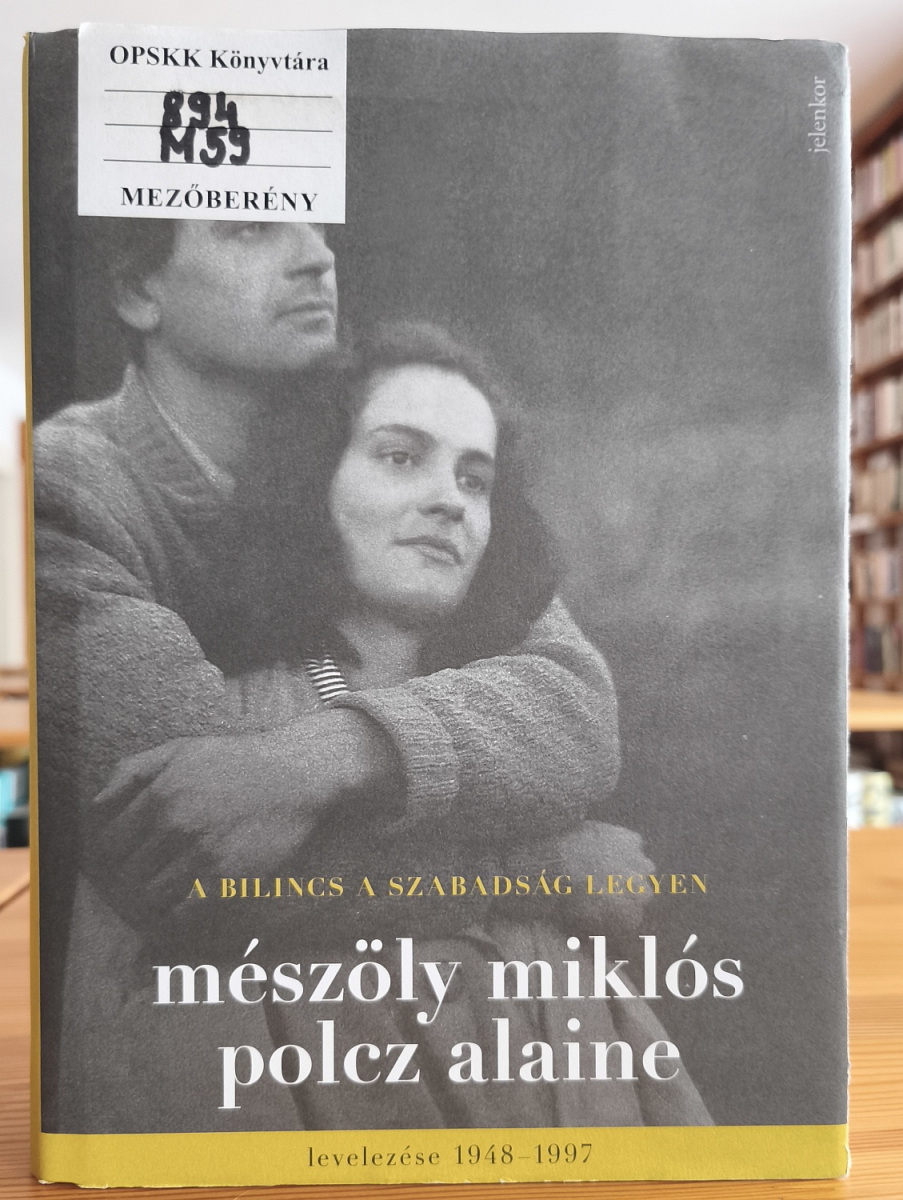 OPSKK Könyvtára
894
M59
MEZŐBERÉNY
jelenkor
A BILINCS A SZABADSÁG LEGYEN
mészöly miklós
polcz alaine
levelezése 1948–1997